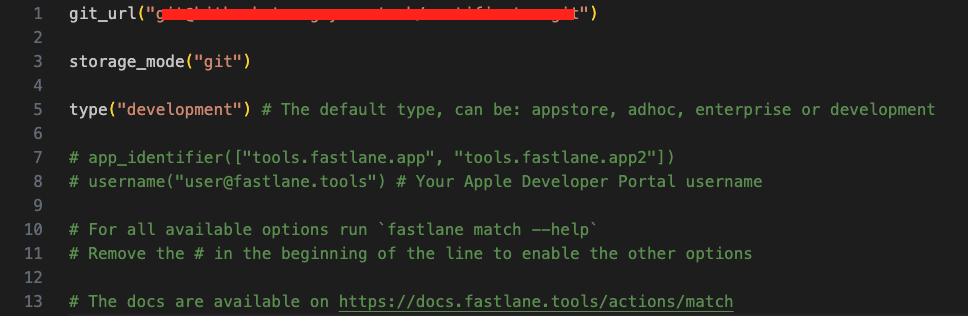 1 git_url("git")
2
3 storage_mode("git")
4
5 type("development") # The default type, can be: appstore, adhoc, enterprise or development
6
7 # app_identifier(["tools.fastlane.app", "tools.fastlane.app2"])
8 # username("user@fastlane.tools") # Your Apple Developer Portal username
9
10 # For all available options run `fastlane match --help`
11 # Remove the # in the beginning of the line to enable the other options
12
13 # The docs are available on https://docs.fastlane.tools/actions/match